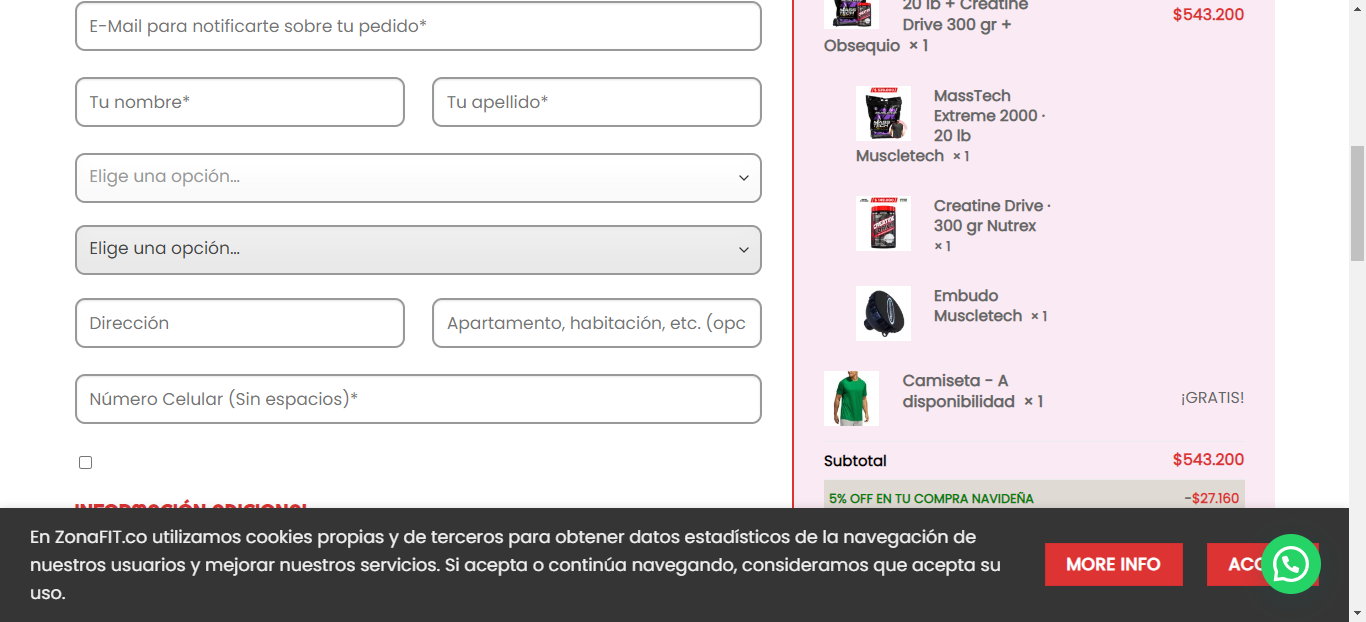 E-Mail para notificarte sobre tu pedido*
Tu nombre*
Tu apellido*
Elige una opción...
Elige una opción...
Dirección
Apartamento, habitación, etc. (opc
Número Celular (Sin espacios)*
INFORMACIÓN ADICIONAL
20 lb + Creatine
Drive 300 gr +
Obsequio × 1
$543.200
MassTech
Extreme 2000 ·
20 lb
Muscletech × 1
Creatine Drive ·
300 gr Nutrex
× 1
Embudo
Muscletech × 1
Camiseta - A
disponibilidad × 1
¡GRATIS!
Subtotal
$543.200
5% OFF EN TU COMPRA NAVIDEÑA
-$27.160
En ZonaFIT.co utilizamos cookies propias y de terceros para obtener datos estadísticos de la navegación de
nuestros usuarios y mejorar nuestros servicios. Si acepta o continúa navegando, consideramos que acepta su
uso.
MORE INFO